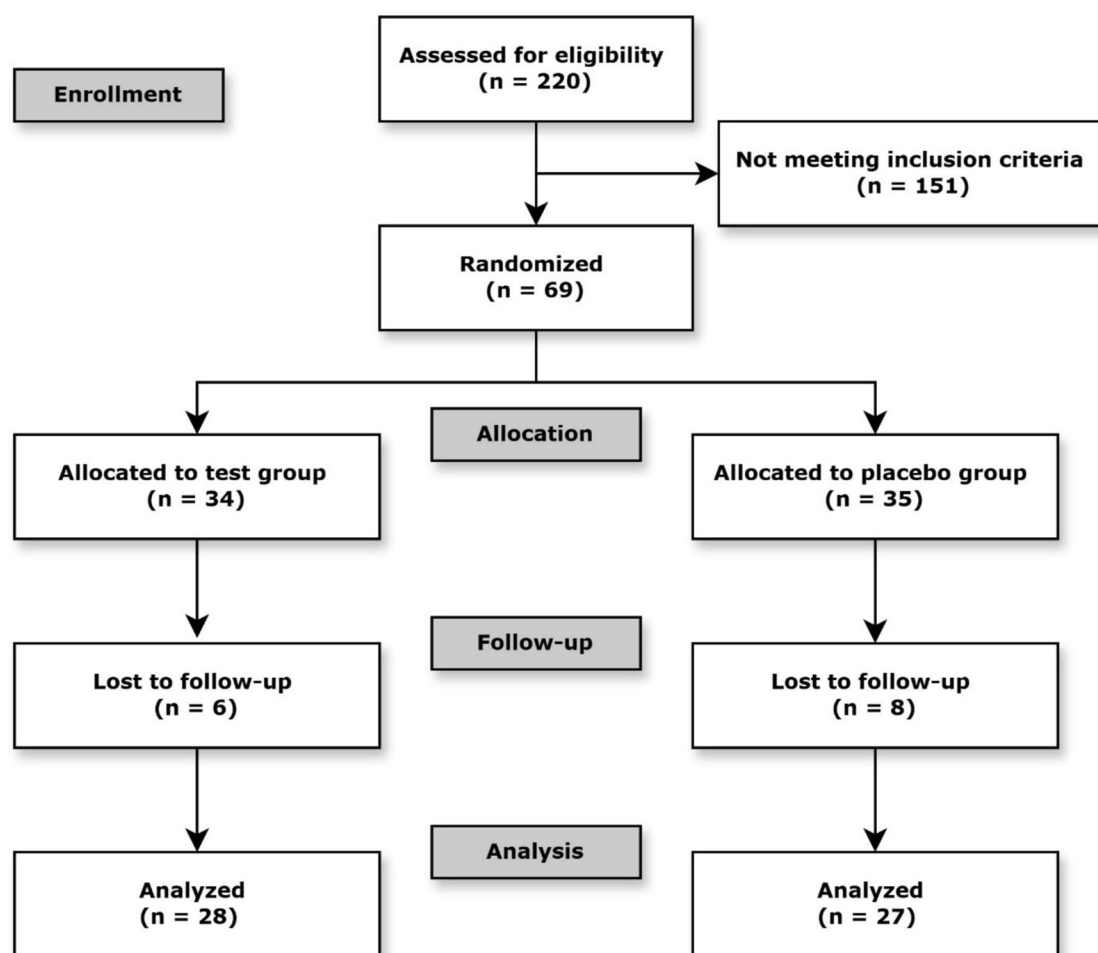 Assessed for eligibility
(n = 220)
Enrollment
Not meeting inclusion criteria
(n = 151)
Randomized
(n = 69)
Allocation
Allocated to test group
(n = 34)
Allocated to placebo group
(n = 35)
Follow-up
Lost to follow-up
(n = 6)
Lost to follow-up
(n = 8)
Analysis
Analyzed
(n = 28)
Analyzed
(n = 27)